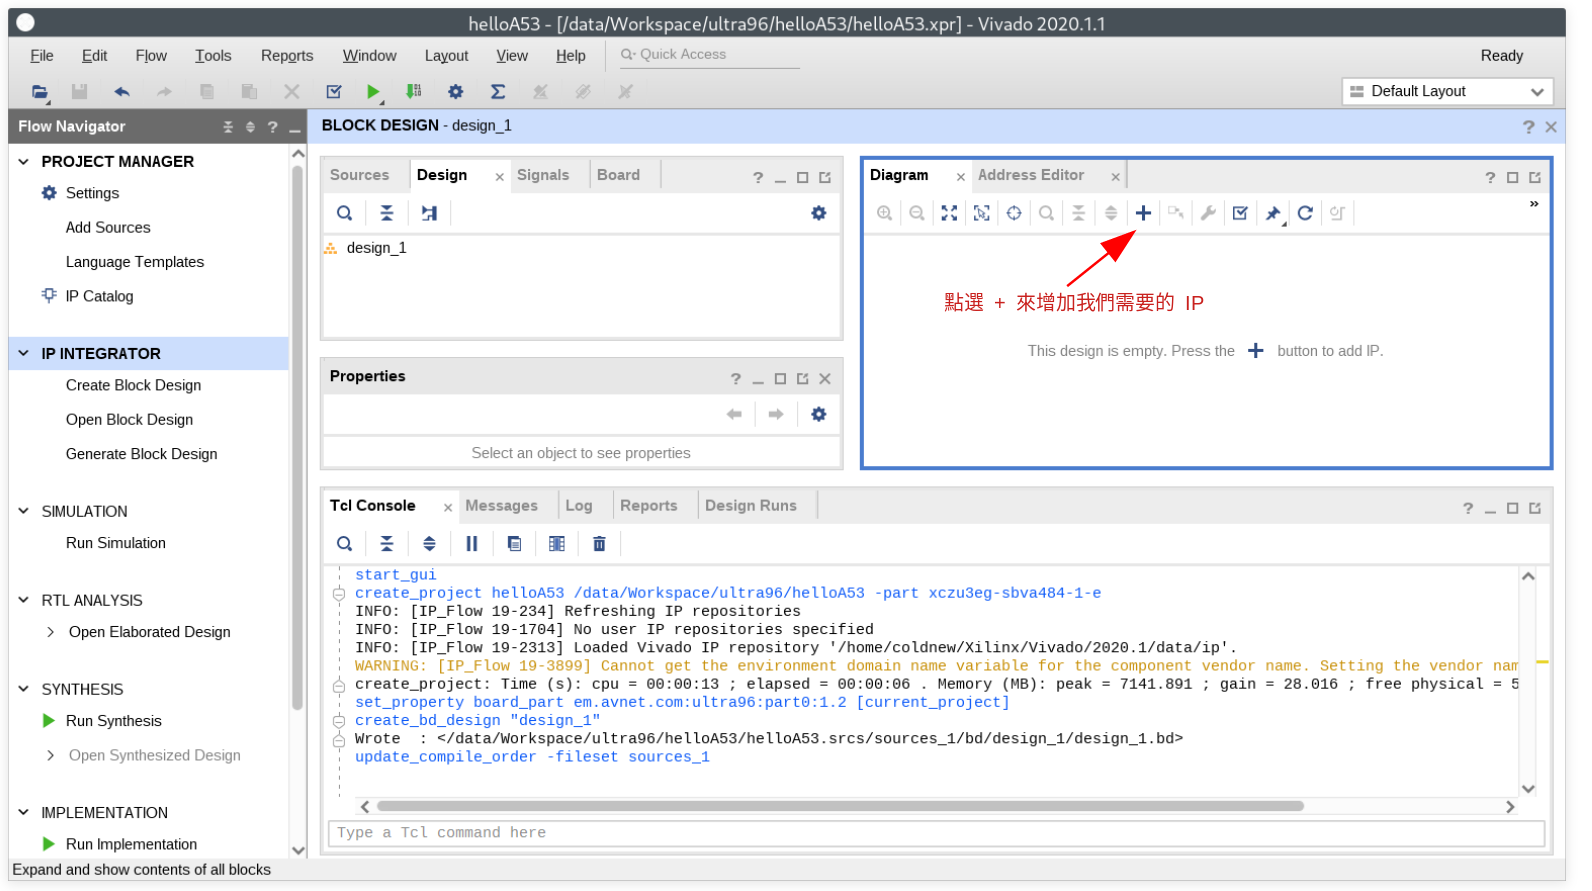 helloA53 - [/data/Workspace/ultra96/helloA53/helloA53.xpr] - Vivado 2020.1.1
File Edit Flow Tools Reports Window Layout View Help Quick Access Ready
Default Layout
Flow Navigator
BLOCK DESIGN - design_1
PROJECT MANAGER
Settings
Add Sources
Language Templates
IP Catalog
IP INTEGRATOR
Create Block Design
Open Block Design
Generate Block Design
SIMULATION
Run Simulation
RTL ANALYSIS
Open Elaborated Design
SYNTHESIS
Run Synthesis
Open Synthesized Design
IMPLEMENTATION
Run Implementation
Sources Design Signals Board
design_1
Properties
Select an object to see properties
Diagram Address Editor
點選 + 來增加我們需要的 IP
This design is empty. Press the + button to add IP.
Tcl Console Messages Log Reports Design Runs
start_gui
create_project helloA53 /data/Workspace/ultra96/helloA53 -part xczu3eg-sbva484-1-e
INFO: [IP_Flow 19-234] Refreshing IP repositories
INFO: [IP_Flow 19-1704] No user IP repositories specified
INFO: [IP_Flow 19-2313] Loaded Vivado IP repository '/home/coldnew/Xilinx/Vivado/2020.1/data/ip'.
WARNING: [IP_Flow 19-3899] Cannot get the environment domain name variable for the component vendor name. Setting the vendor nam
create_project: Time (s): cpu = 00:00:13 ; elapsed = 00:00:06 . Memory (MB): peak = 7141.891 ; gain = 28.016 ; free physical = 5
set_property board_part em.avnet.com:ultra96:part0:1.2 [current_project]
create_bd_design "design_1"
Wrote  : </data/Workspace/ultra96/helloA53/helloA53.srcs/sources_1/bd/design_1/design_1.bd>
update_compile_order -fileset sources_1
Type a Tcl command here
Expand and show contents of all blocks